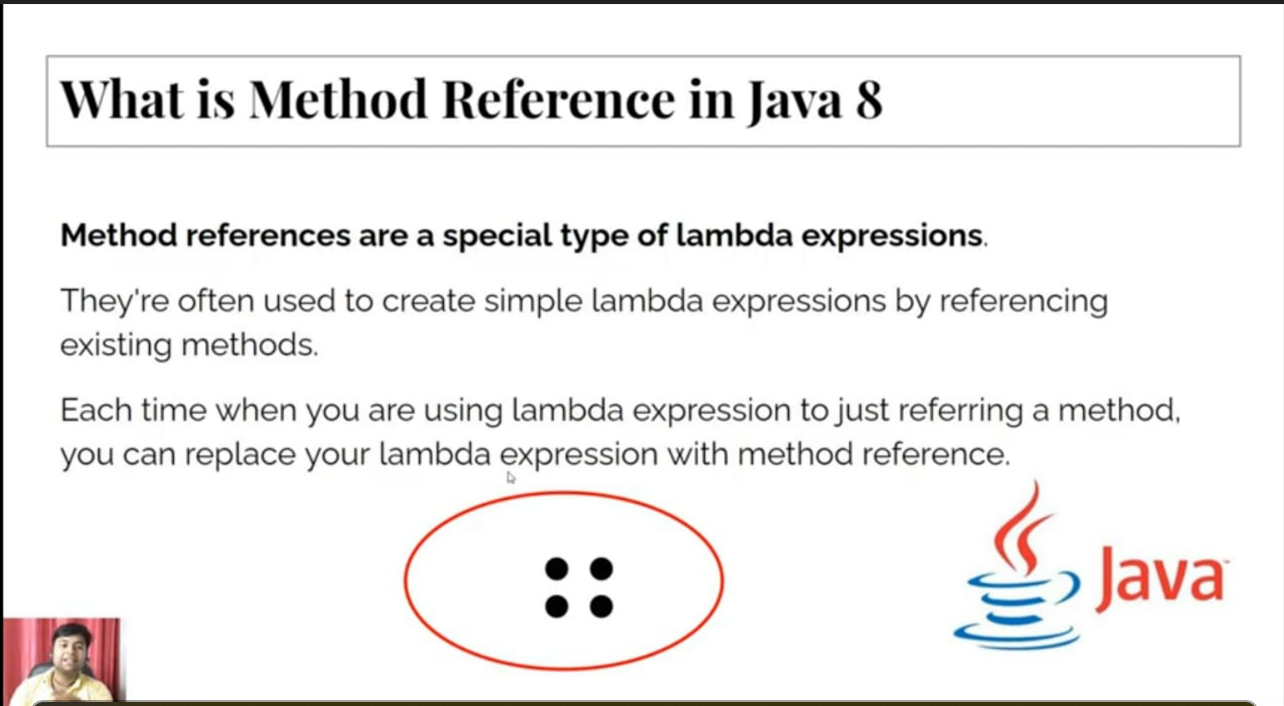 What is Method Reference in Java 8
Method references are a special type of lambda expressions.
They're often used to create simple lambda expressions by referencing
existing methods.
Each time when you are using lambda expression to just referring a method,
you can replace your lambda expression with method reference.
::
Java™